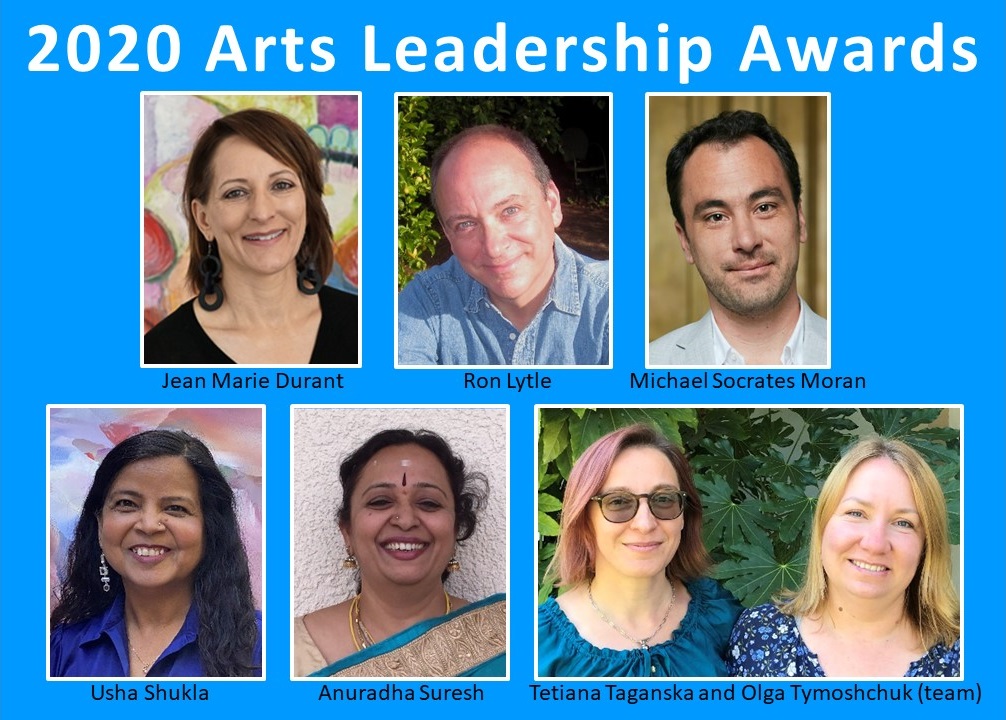 2020 Arts Leadership Awards
Jean Marie Durant
Ron Lytle
Michael Socrates Moran
Usha Shukla
Anuradha Suresh
Tetiana Taganska and Olga Tymoshchuk (team)